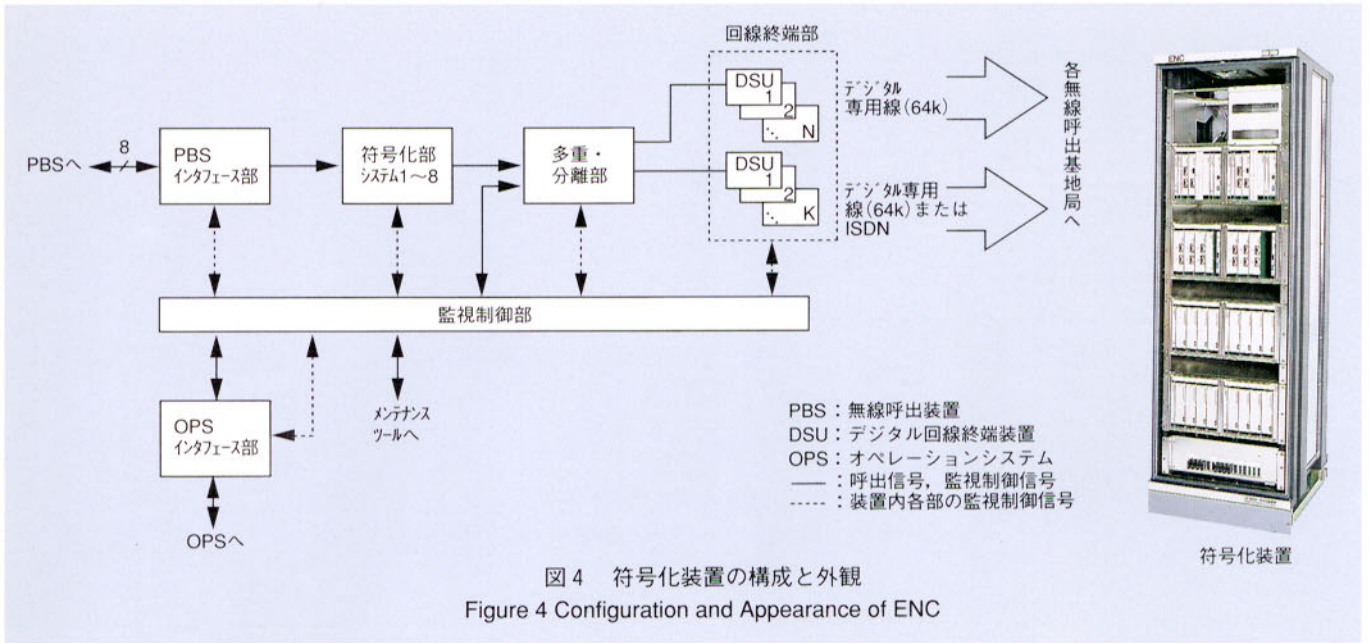 回線終端部
DSU
1
2
N
デジタル
専用線(64k)
PBSへ
8
PBS
インタフェース部
符号化部
システム1～8
多重・
分離部
DSU
1
2
K
デジタル専用
線(64k)または
ISDN
各無線呼出基地局へ
監視制御部
OPS
インタフェース部
メンテナンス
ツールへ
OPSへ
PBS：無線呼出装置
DSU：デジタル回線終端装置
OPS：オペレーションシステム
――：呼出信号，監視制御信号
-----：装置内各部の監視制御信号
ENC
符号化装置
図4 符号化装置の構成と外観
Figure 4 Configuration and Appearance of ENC